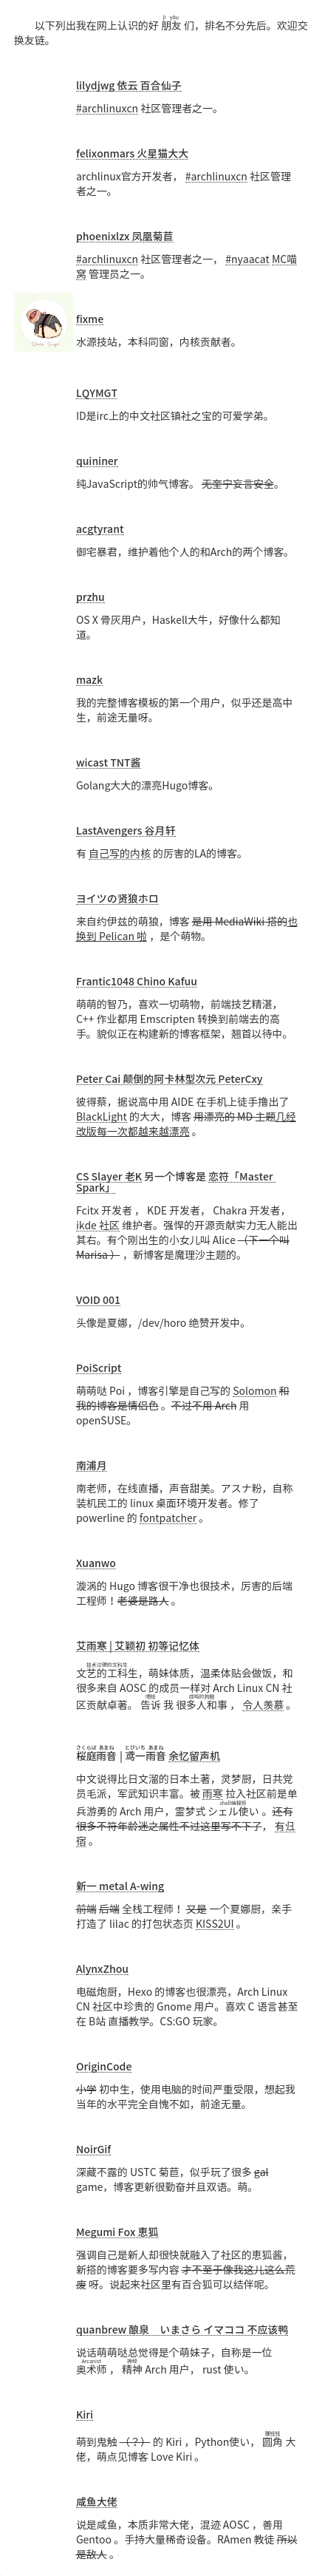 以下列出我在网上认识的好 朋友 们，排名不分先后。欢迎交
换友链。
lilydjwg 依云 百合仙子
#archlinuxcn 社区管理者之一。
felixonmars 火星猫大大
archlinux官方开发者， #archlinuxcn 社区管理
者之一。
phoenixlzx 凤凰菊苣
#archlinuxcn 社区管理者之一， #nyaacat MC喵
窝 管理员之一。
fixme
水源技站，本科同窗，内核贡献者。
LQYMGT
ID是irc上的中文社区镇社之宝的可爱学弟。
quininer
纯JavaScript的帅气博客。 无奎宁妄言安全。
acgtyrant
御宅暴君，维护着他个人的和Arch的两个博客。
przhu
OS X 骨灰用户，Haskell大牛，好像什么都知
道。
mazk
我的完整博客模板的第一个用户，似乎还是高中
生，前途无量呀。
wicast TNT酱
Golang大大的漂亮Hugo博客。
LastAvengers 谷月轩
有 自己写的内核 的厉害的LA的博客。
ヨイツの贤狼ホロ
来自约伊兹的萌狼，博客 是用 MediaWiki 搭的也
换到 Pelican 啦 ，是个萌物。
Frantic1048 Chino Kafuu
萌萌的智乃，喜欢一切萌物，前端技艺精湛，
C++ 作业都用 Emscripten 转换到前端去的高
手。貌似正在构建新的博客框架，翘首以待中。
Peter Cai 颠倒的阿卡林型次元 PeterCxy
彼得蔡，据说高中用 AIDE 在手机上徒手撸出了
BlackLight 的大大，博客 用漂亮的 MD 主题几经
改版每一次都越来越漂亮 。
CS Slayer 老K 另一个博客是 恋符「Master
Spark」
Fcitx 开发者 ， KDE 开发者， Chakra 开发者，
ikde 社区 维护者。强悍的开源贡献实力无人能出
其右。有个刚出生的小女儿叫 Alice （下一个叫
Marisa ） ，新博客是魔理沙主题的。
VOID 001
头像是夏娜，/dev/horo 绝赞开发中。
PoiScript
萌萌哒 Poi ，博客引擎是自己写的 Solomon 和
我的博客是情侣色 。不过不用 Arch 用
openSUSE。
南浦月
南老师，在线直播，声音甜美。アスナ粉，自称
装机民工的 linux 桌面环境开发者。修了
powerline 的 fontpatcher 。
Xuanwo
漩涡的 Hugo 博客很干净也很技术，厉害的后端
工程师！老婆是路人 。
艾雨寒 | 艾颖初 初等记忆体
文艺的工科生，萌妹体质，温柔体贴会做饭，和
很多来自 AOSC 的成员一样对 Arch Linux CN 社
区贡献卓著。 告诉 我 很多人和事 ， 令人羡慕 。
さくらば あまね とびいち あまね
桜庭雨音 | 鸢一雨音 余忆留声机
中文说得比日文溜的日本土著，灵梦厨，日共党
员毛派，军武知识丰富。被 雨寒 拉入社区前是单
兵游勇的 Arch 用户，霊梦式 シェル使い 。还有
很多不符年龄迷之属性不过这里写不下了， 有归
宿 。
新一 metal A-wing
前端 后端 全栈工程师！ 又是 一个夏娜厨，亲手
打造了 lilac 的打包状态页 KISS2UI 。
AlynxZhou
电磁炮厨，Hexo 的博客也很漂亮，Arch Linux
CN 社区中珍贵的 Gnome 用户。喜欢 C 语言甚至
在 B站 直播教学。CS:GO 玩家。
OriginCode
小学 初中生，使用电脑的时间严重受限，想起我
当年的水平完全自愧不如，前途无量。
NoirGif
深藏不露的 USTC 菊苣，似乎玩了很多 gal
game，博客更新很勤奋并且双语。萌。
Megumi Fox 恵狐
强调自己是新人却很快就融入了社区的恵狐酱，
新搭的博客要多写内容 才不至于像我这儿这么荒
废 呀。说起来社区里有百合狐可以结伴呢。
quanbrew 酿泉　いまさら イマココ 不应该鸭
说话萌萌哒总觉得是个萌妹子，自称是一位
Arcanist
奥术师 ， 精神 Arch 用户， rust 使い。
Kiri
萌到鬼触 （？） 的 Kiri ，Python使い， 圆角 大
佬，萌点见博客 Love Kiri 。
咸鱼大佬
说是咸鱼，本质非常大佬，混迹 AOSC ，善用
Gentoo 。手持大量稀奇设备。RAmen 教徒 所以
是敌人 。